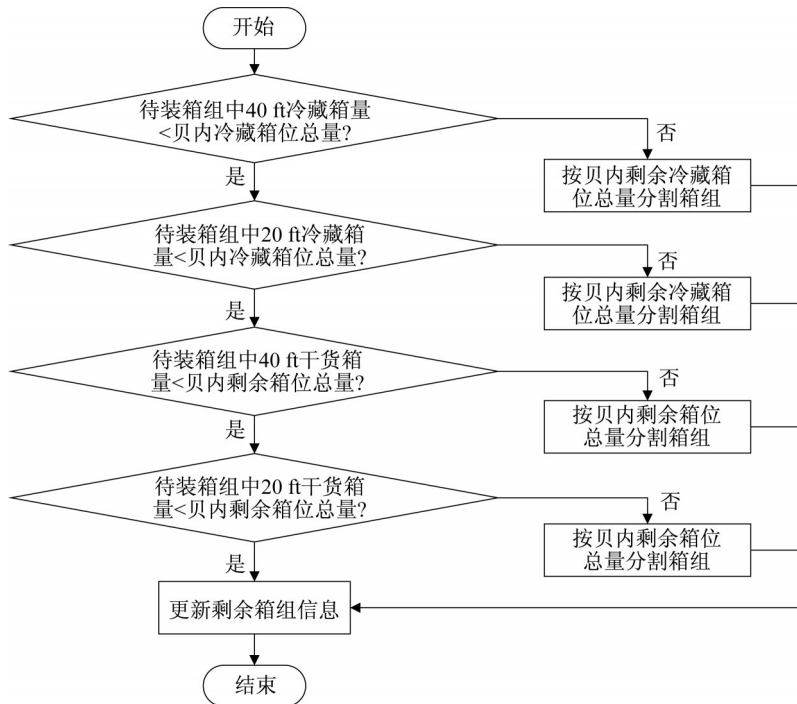 开始
待装箱组中40 ft冷藏箱量
<贝内冷藏箱位总量?
否
是
按贝内剩余冷藏箱
位总量分割箱组
待装箱组中20 ft冷藏箱
量<贝内冷藏箱位总量?
否
是
按贝内剩余冷藏箱
位总量分割箱组
待装箱组中40 ft干货箱
量<贝内剩余箱位总量?
否
是
按贝内剩余箱位
总量分割箱组
待装箱组中20 ft干货箱
量<贝内剩余箱位总量?
否
是
按贝内剩余箱位
总量分割箱组
更新剩余箱组信息
结束